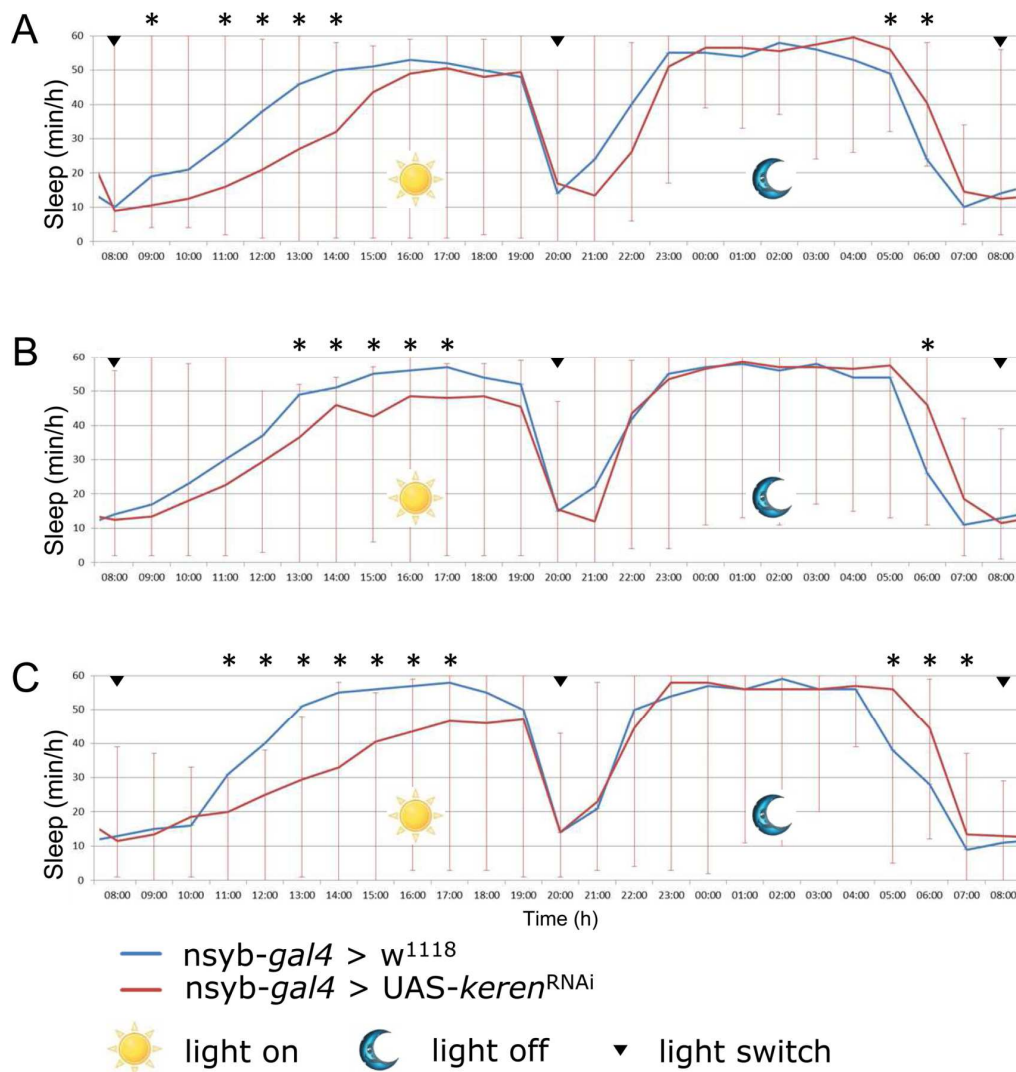 A
* * * * * * *
Sleep (min/h)
60
50
40
30
20
10
0
08:00 09:00 10:00 11:00 12:00 13:00 14:00 15:00 16:00 17:00 18:00 19:00 20:00 21:00 22:00 23:00 00:00 01:00 02:00 03:00 04:00 05:00 06:00 07:00 08:00
B
* * * * * *
Sleep (min/h)
60
50
40
30
20
10
0
08:00 09:00 10:00 11:00 12:00 13:00 14:00 15:00 16:00 17:00 18:00 19:00 20:00 21:00 22:00 23:00 00:00 01:00 02:00 03:00 04:00 05:00 06:00 07:00 08:00
C
* * * * * * * * * *
Sleep (min/h)
60
50
40
30
20
10
0
08:00 09:00 10:00 11:00 12:00 13:00 14:00 15:00 16:00 17:00 18:00 19:00 20:00 21:00 22:00 23:00 00:00 01:00 02:00 03:00 04:00 05:00 06:00 07:00 08:00
Time (h)
nsyb-gal4 > w¹¹¹⁸
nsyb-gal4 > UAS-keren^RNAi
light on light off light switch